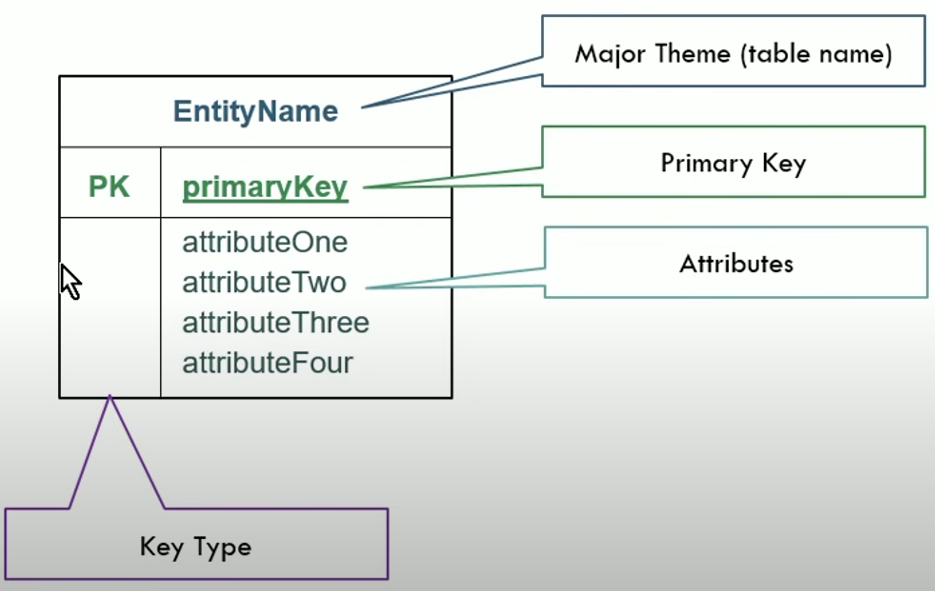 Major Theme (table name)
EntityName
Primary Key
PK primaryKey
attributeOne
Attributes
attributeTwo
attributeThree
attributeFour
Key Type